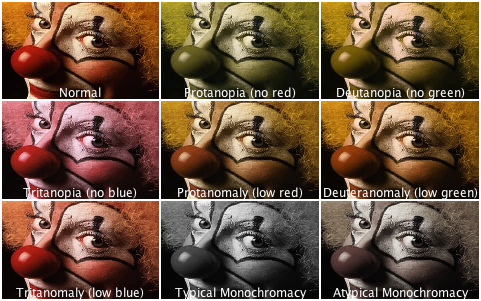 Normal
Protanopia (no red)
Deutanopia (no green)
Tritanopia (no blue)
Protanomaly (low red)
Deuteranomaly (low green)
Tritanomaly (low blue)
Typical Monochromacy
Atypical Monochromacy